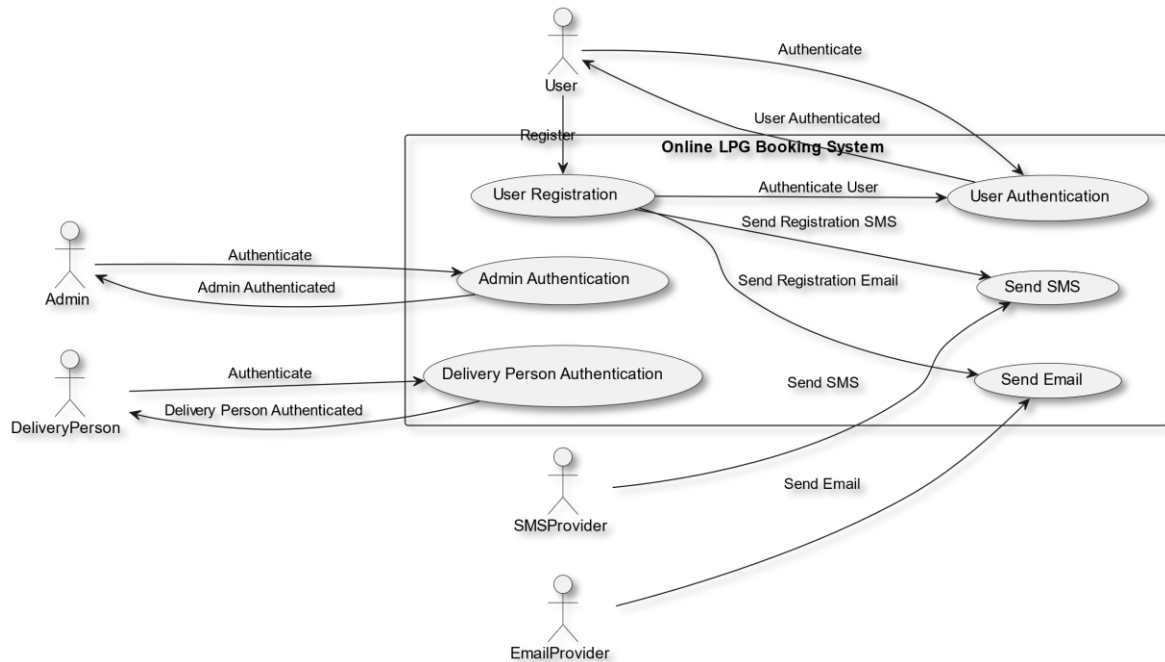 Authenticate
User
User Authenticated
Register
Online LPG Booking System
User Registration
Authenticate User
User Authentication
Send Registration SMS
Authenticate
Admin Authentication
Send Registration Email
Admin Authenticated
Send SMS
Admin
Authenticate
Delivery Person Authentication
Send SMS
Send Email
Delivery Person Authenticated
DeliveryPerson
Send Email
SMSProvider
EmailProvider